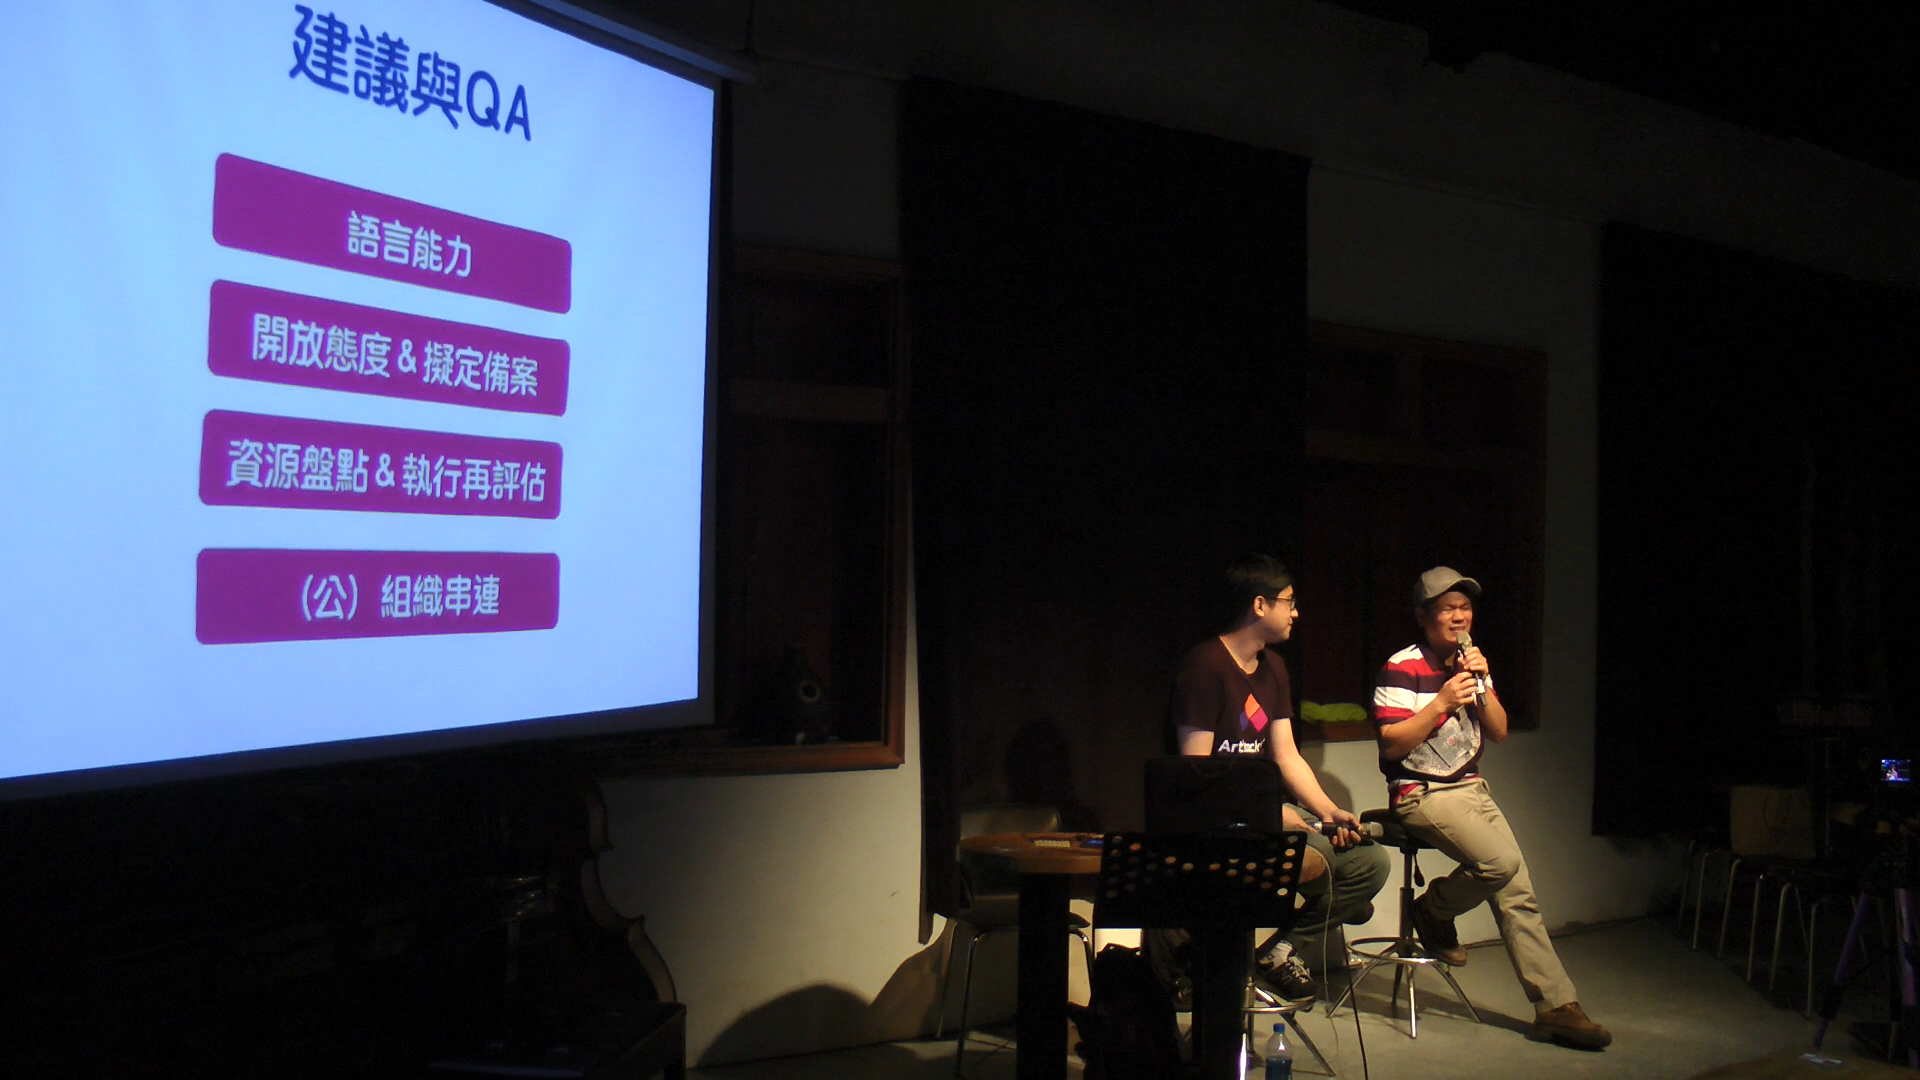 建議與QA
語言能力
開放態度 & 擬定備案
資源盤點 & 執行再評估
(公) 組織串連